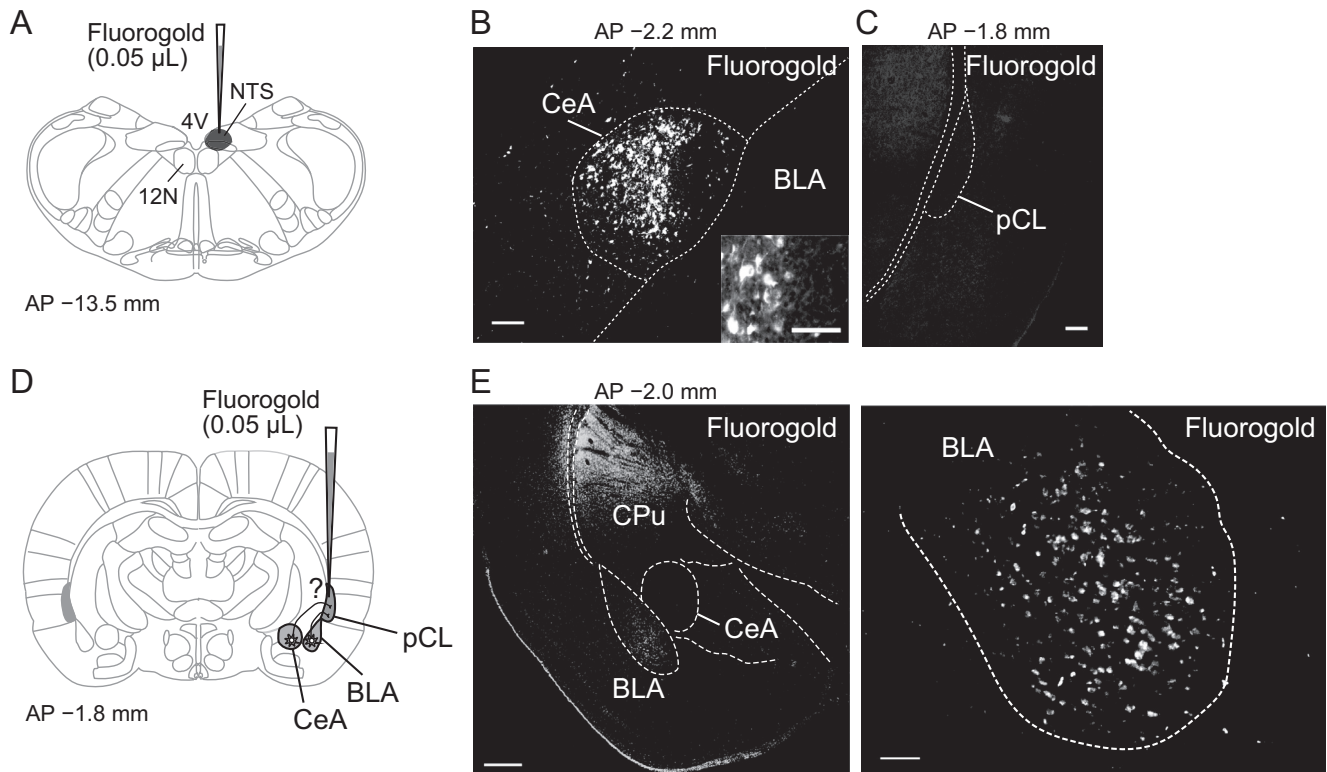 A
Fluorogold
(0.05 µL)
NTS
4V
12N
AP −13.5 mm
B
AP −2.2 mm
Fluorogold
CeA
BLA
C
AP −1.8 mm
Fluorogold
pCL
D
Fluorogold
(0.05 µL)
?
pCL
BLA
CeA
AP −1.8 mm
E
AP −2.0 mm
Fluorogold
CPu
CeA
BLA
BLA
Fluorogold